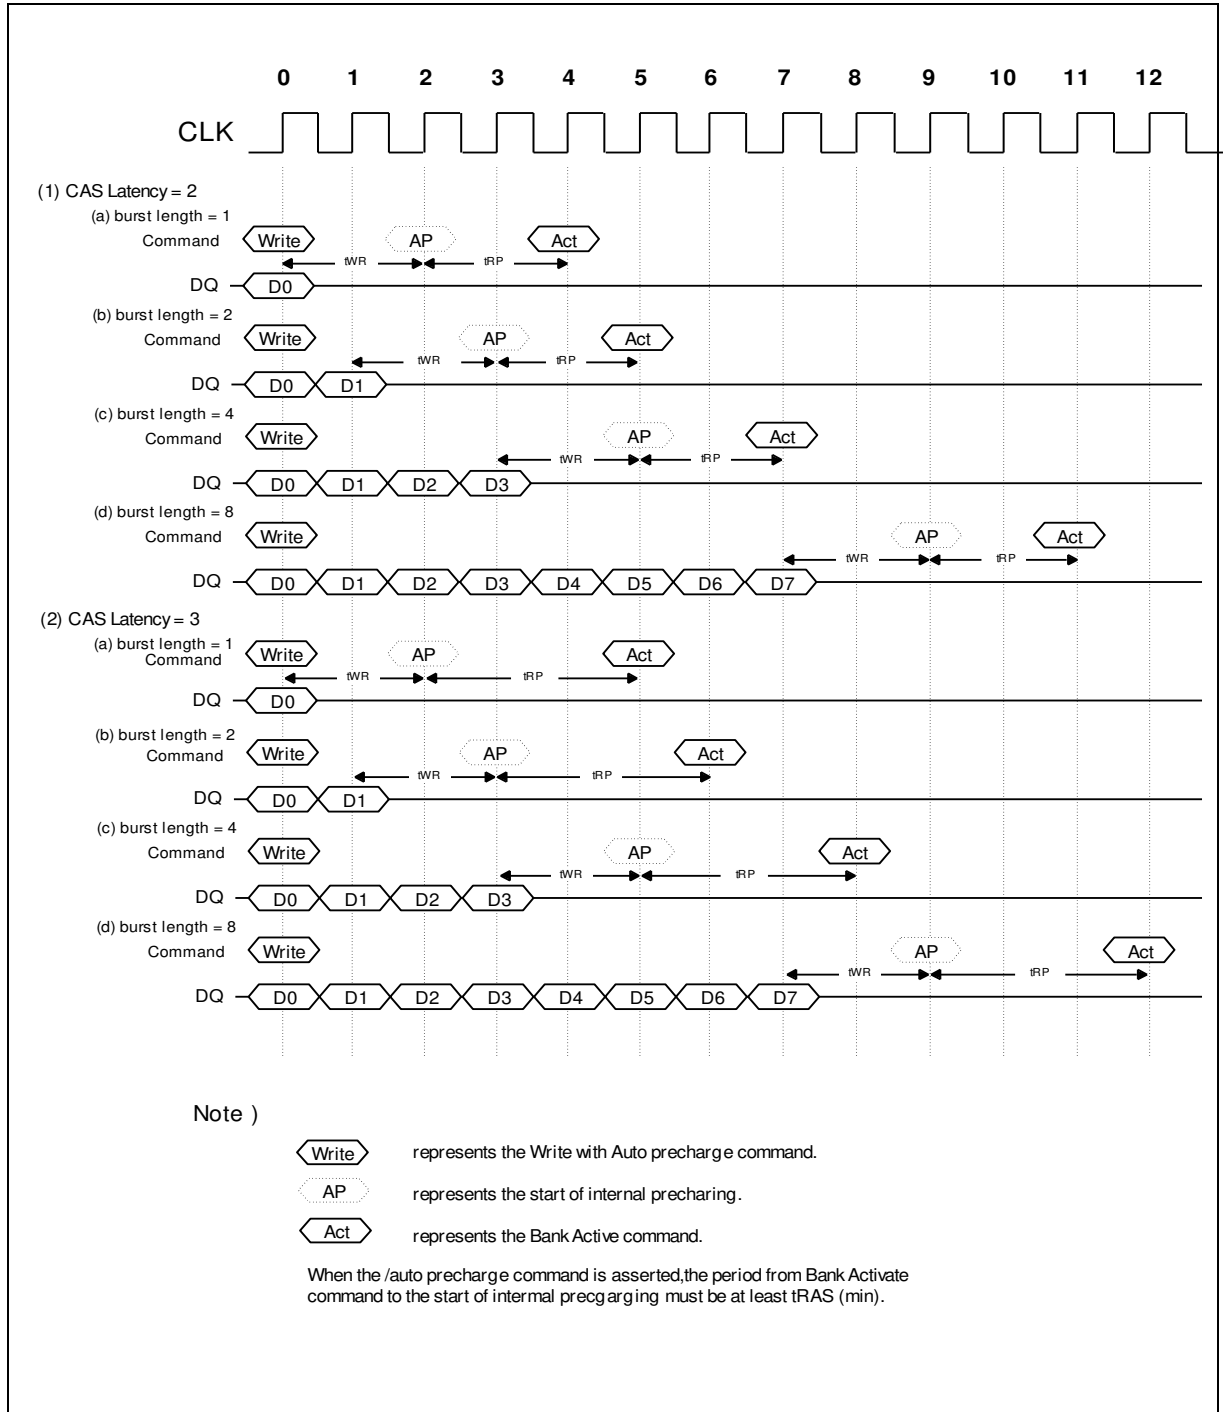 0 1 2 3 4 5 6 7 8 9 10 11 12
CLK
(1) CAS Latency = 2
(a) burst length = 1
Command Write AP Act
tWR tRP
DQ D0
(b) burst length = 2
Command Write AP Act
tWR tRP
DQ D0 D1
(c) burst length = 4
Command Write AP Act
tWR tRP
DQ D0 D1 D2 D3
(d) burst length = 8
Command Write AP Act
tWR tRP
DQ D0 D1 D2 D3 D4 D5 D6 D7
(2) CAS Latency = 3
(a) burst length = 1
Command Write AP Act
tWR tRP
DQ D0
(b) burst length = 2
Command Write AP Act
tWR tRP
DQ D0 D1
(c) burst length = 4
Command Write AP Act
tWR tRP
DQ D0 D1 D2 D3
(d) burst length = 8
Command Write AP Act
tWR tRP
DQ D0 D1 D2 D3 D4 D5 D6 D7
Note )
Write represents the Write with Auto precharge command.
AP represents the start of internal precharing.
Act represents the Bank Active command.
When the /auto precharge command is asserted,the period from Bank Activate
command to the start of intermal precgarging must be at least tRAS (min).